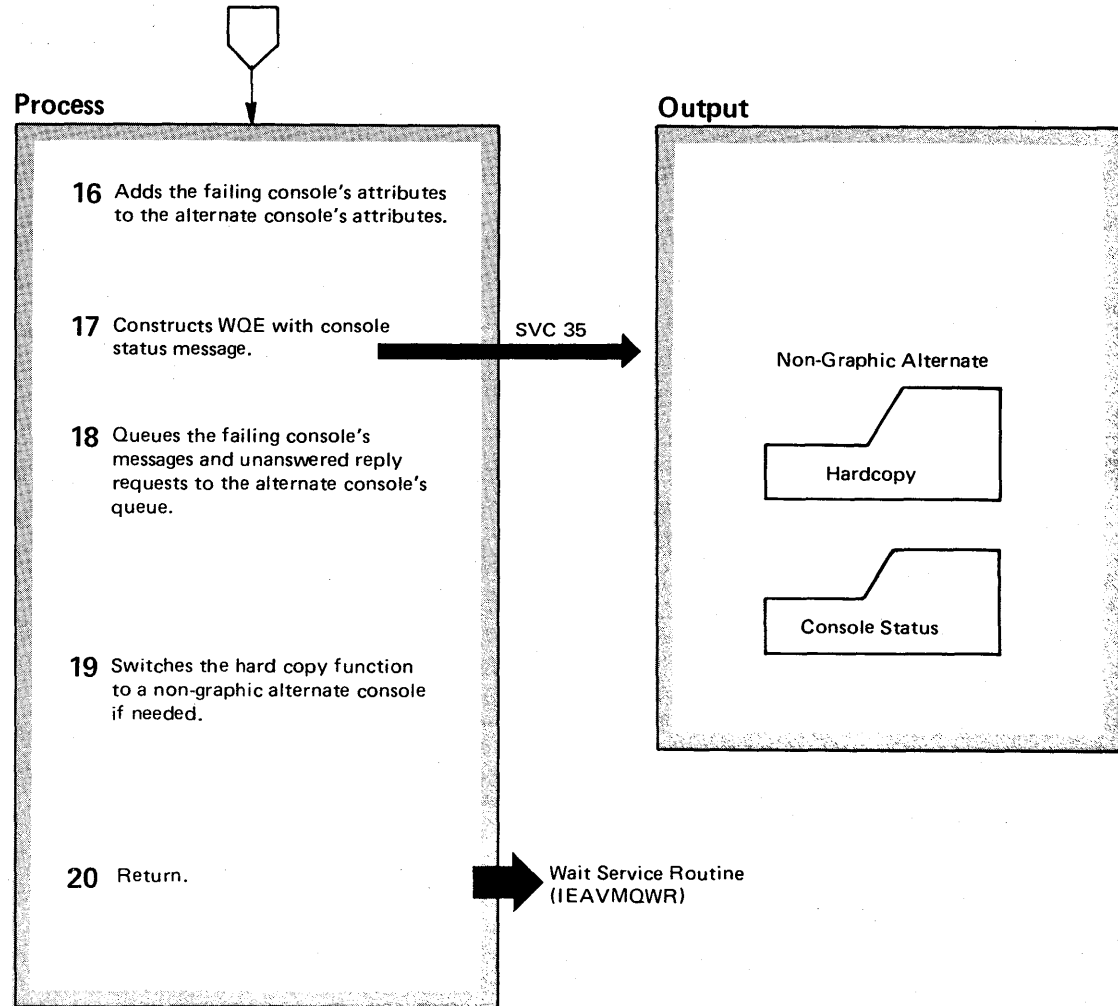 Process
16 Adds the failing console's attributes
to the alternate console's attributes.
17 Constructs WQE with console
status message.
SVC 35
18 Queues the failing console's
messages and unanswered reply
requests to the alternate console's
queue.
19 Switches the hard copy function
to a non-graphic alternate console
if needed.
20 Return.
Wait Service Routine
(IEAVMQWR)
Output
Non-Graphic Alternate
Hardcopy
Console Status